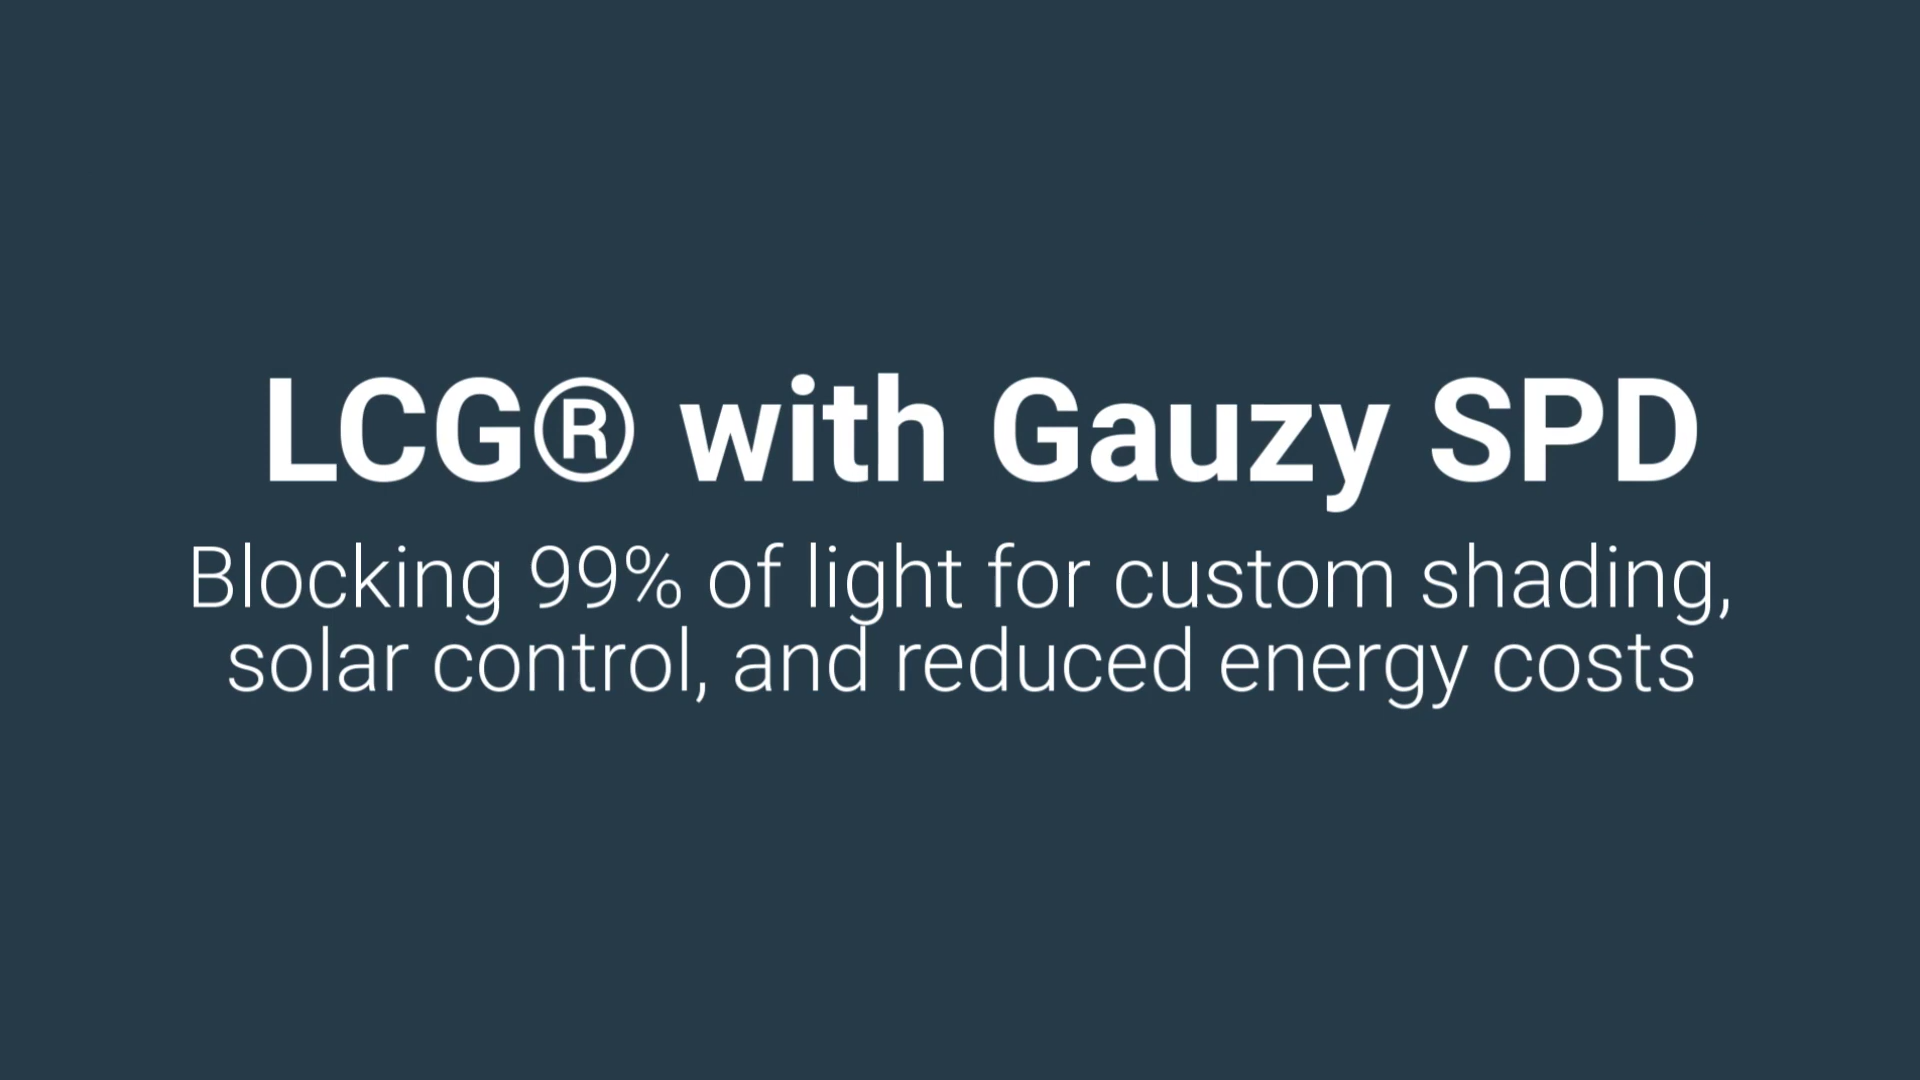 LCG® with Gauzy SPD
Blocking 99% of light for custom shading,
solar control, and reduced energy costs